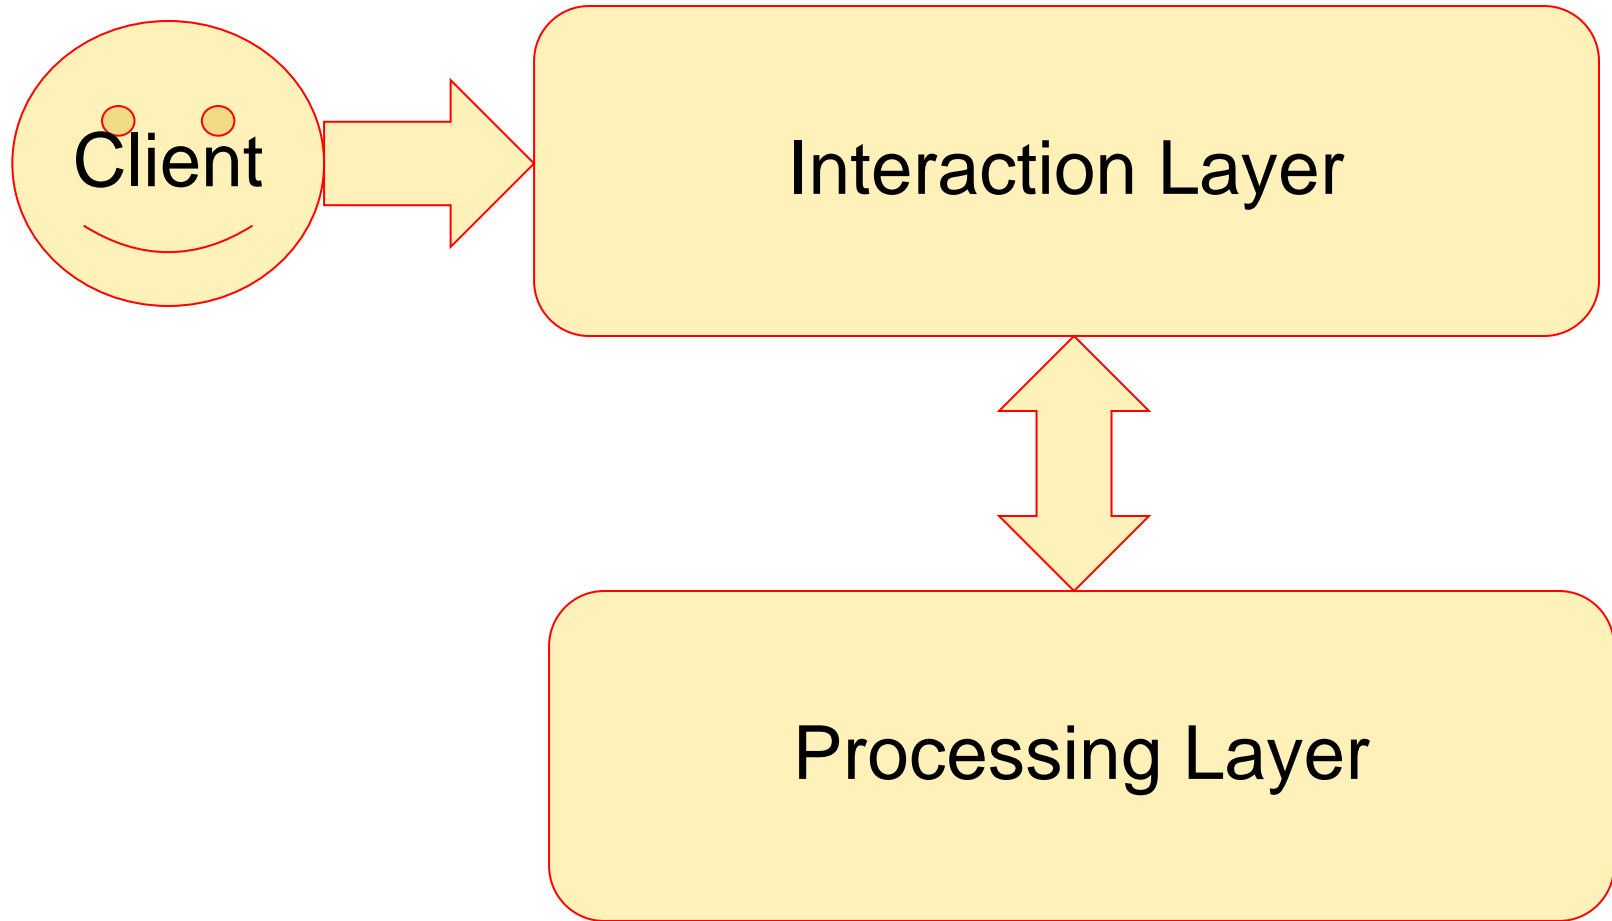 Client
Interaction Layer
Processing Layer